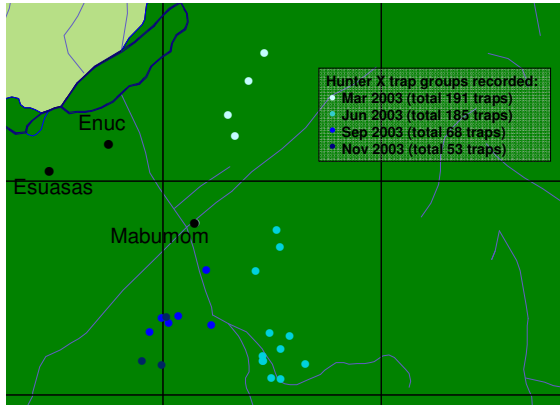 Hunter X trap groups recorded:
Mar 2003 (total 191 traps)
Jun 2003 (total 185 traps)
Sep 2003 (total 68 traps)
Nov 2003 (total 53 traps)
Enuc
Esuasas
Mabumom